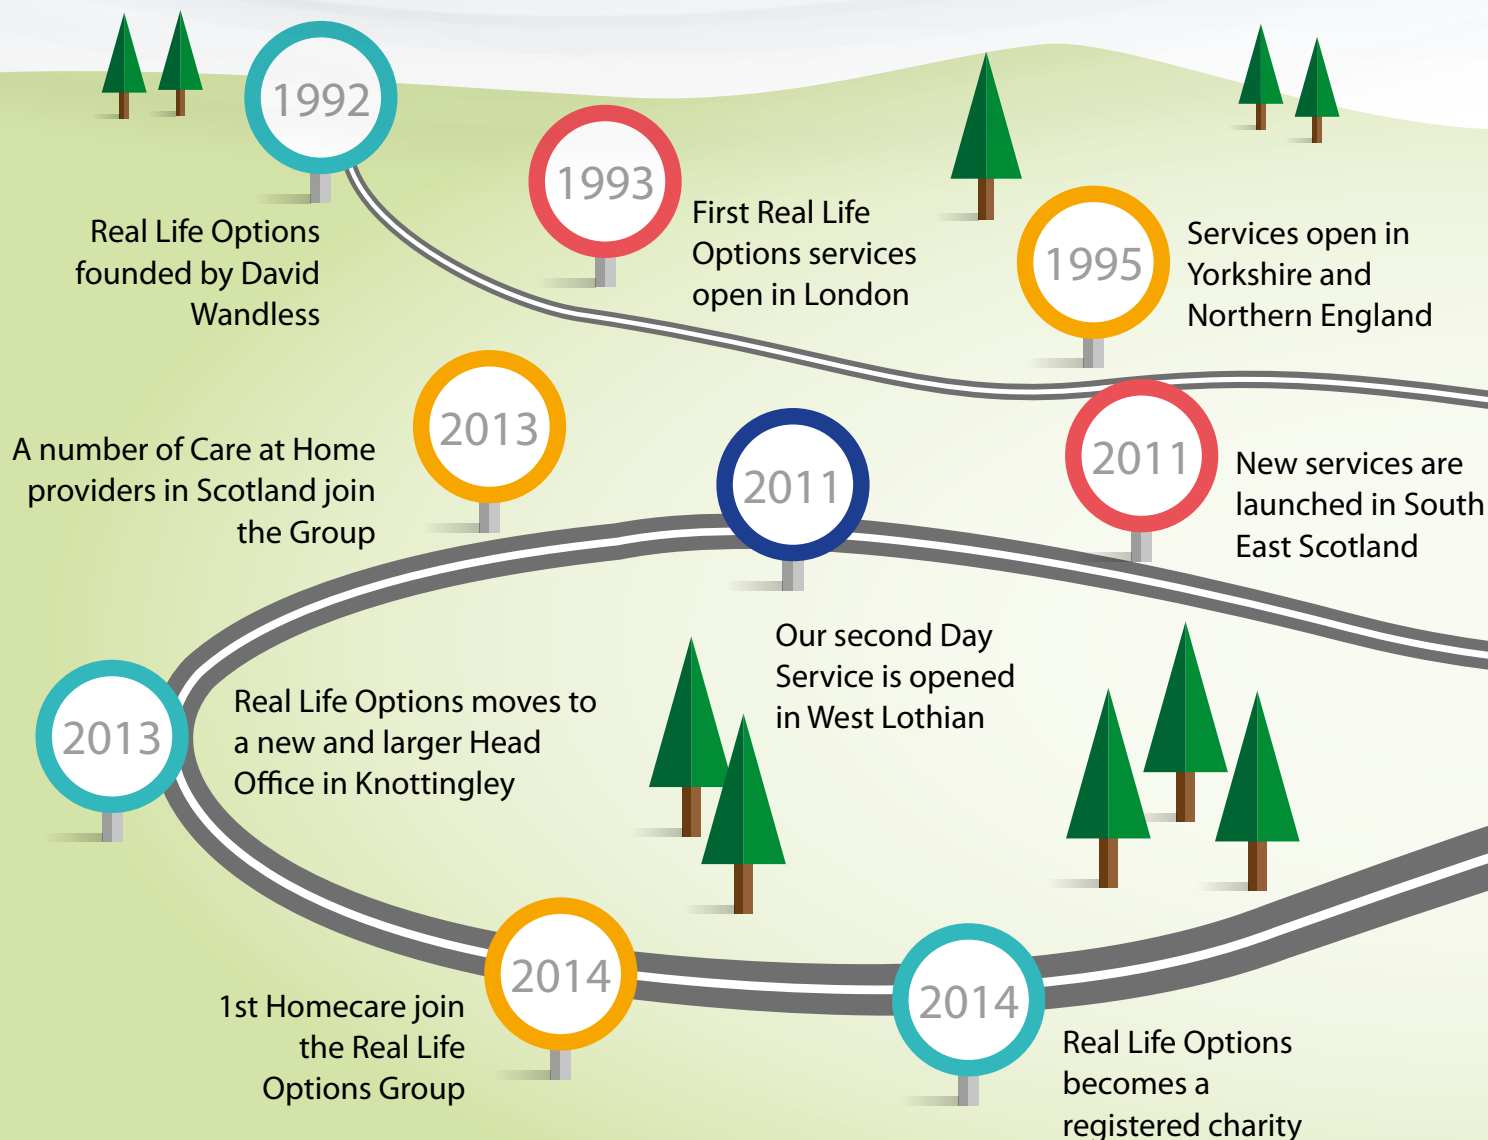 1992
Real Life Options
founded by David
Wandless
1993
First Real Life
Options services
open in London
1995
Services open in
Yorkshire and
Northern England
2011
New services are
launched in South
East Scotland
2011
Our second Day
Service is opened
in West Lothian
2013
A number of Care at Home
providers in Scotland join
the Group
2013
Real Life Options moves to
a new and larger Head
Office in Knottingley
2014
1st Homecare join
the Real Life
Options Group
2014
Real Life Options
becomes a
registered charity